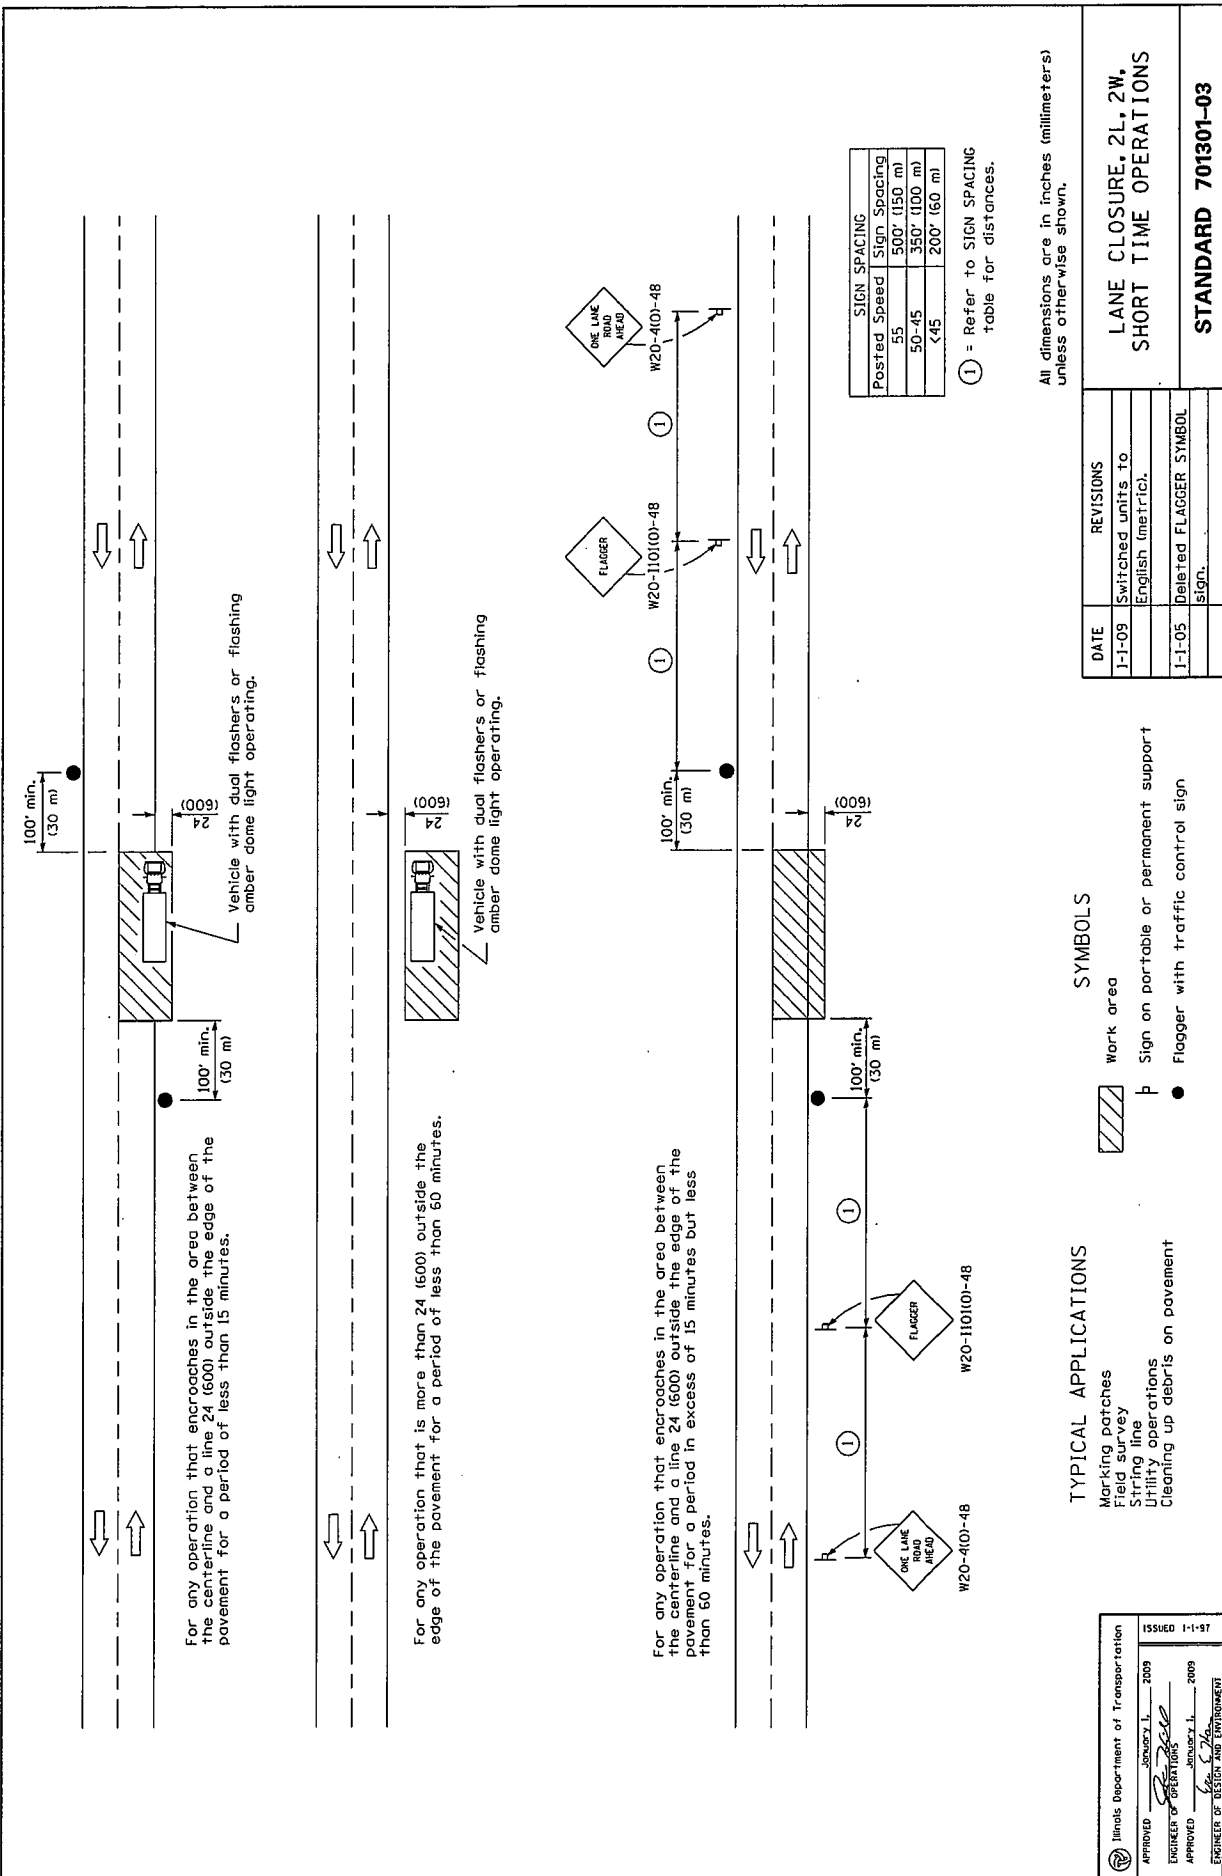 100' min.
(30 m)
24
(600)
Vehicle with dual flashers or flashing
amber dome light operating.
100' min.
(30 m)
For any operation that encroaches in the area between
the centerline and a line 24 (600) outside the edge of the
pavement for a period of less than 15 minutes.
24
(600)
Vehicle with dual flashers or flashing
amber dome light operating.
For any operation that is more than 24 (600) outside the
edge of the pavement for a period of less than 60 minutes.
ONE LANE
ROAD
AHEAD
W20-4(O)-48
FLAGGER
W20-I101(O)-48
1
1
100' min.
(30 m)
24
(600)
For any operation that encroaches in the area between
the centerline and a line 24 (600) outside the edge of the
pavement for a period in excess of 15 minutes but less
than 60 minutes.
100' min.
(30 m)
1
1
FLAGGER
W20-I101(O)-48
ONE LANE
ROAD
AHEAD
W20-4(O)-48
SIGN SPACING
Posted Speed Sign Spacing
55 500' (150 m)
50-45 350' (100 m)
<45 200' (60 m)
1 = Refer to SIGN SPACING
table for distances.
TYPICAL APPLICATIONS
Marking patches
Field survey
String line
Utility operations
Cleaning up debris on pavement
SYMBOLS
Work area
Sign on portable or permanent support
Flagger with traffic control sign
All dimensions are in inches (millimeters)
unless otherwise shown.
Illinois Department of Transportation
APPROVED January 1, 2009
ENGINEER OF OPERATIONS
APPROVED January 1, 2009
ENGINEER OF DESIGN AND ENVIRONMENT
ISSUED 1-1-97
DATE REVISIONS
1-1-09 Switched units to
English (metric).
1-1-05 Deleted FLAGGER SYMBOL
sign.
LANE CLOSURE, 2L, 2W,
SHORT TIME OPERATIONS
STANDARD 701301-03